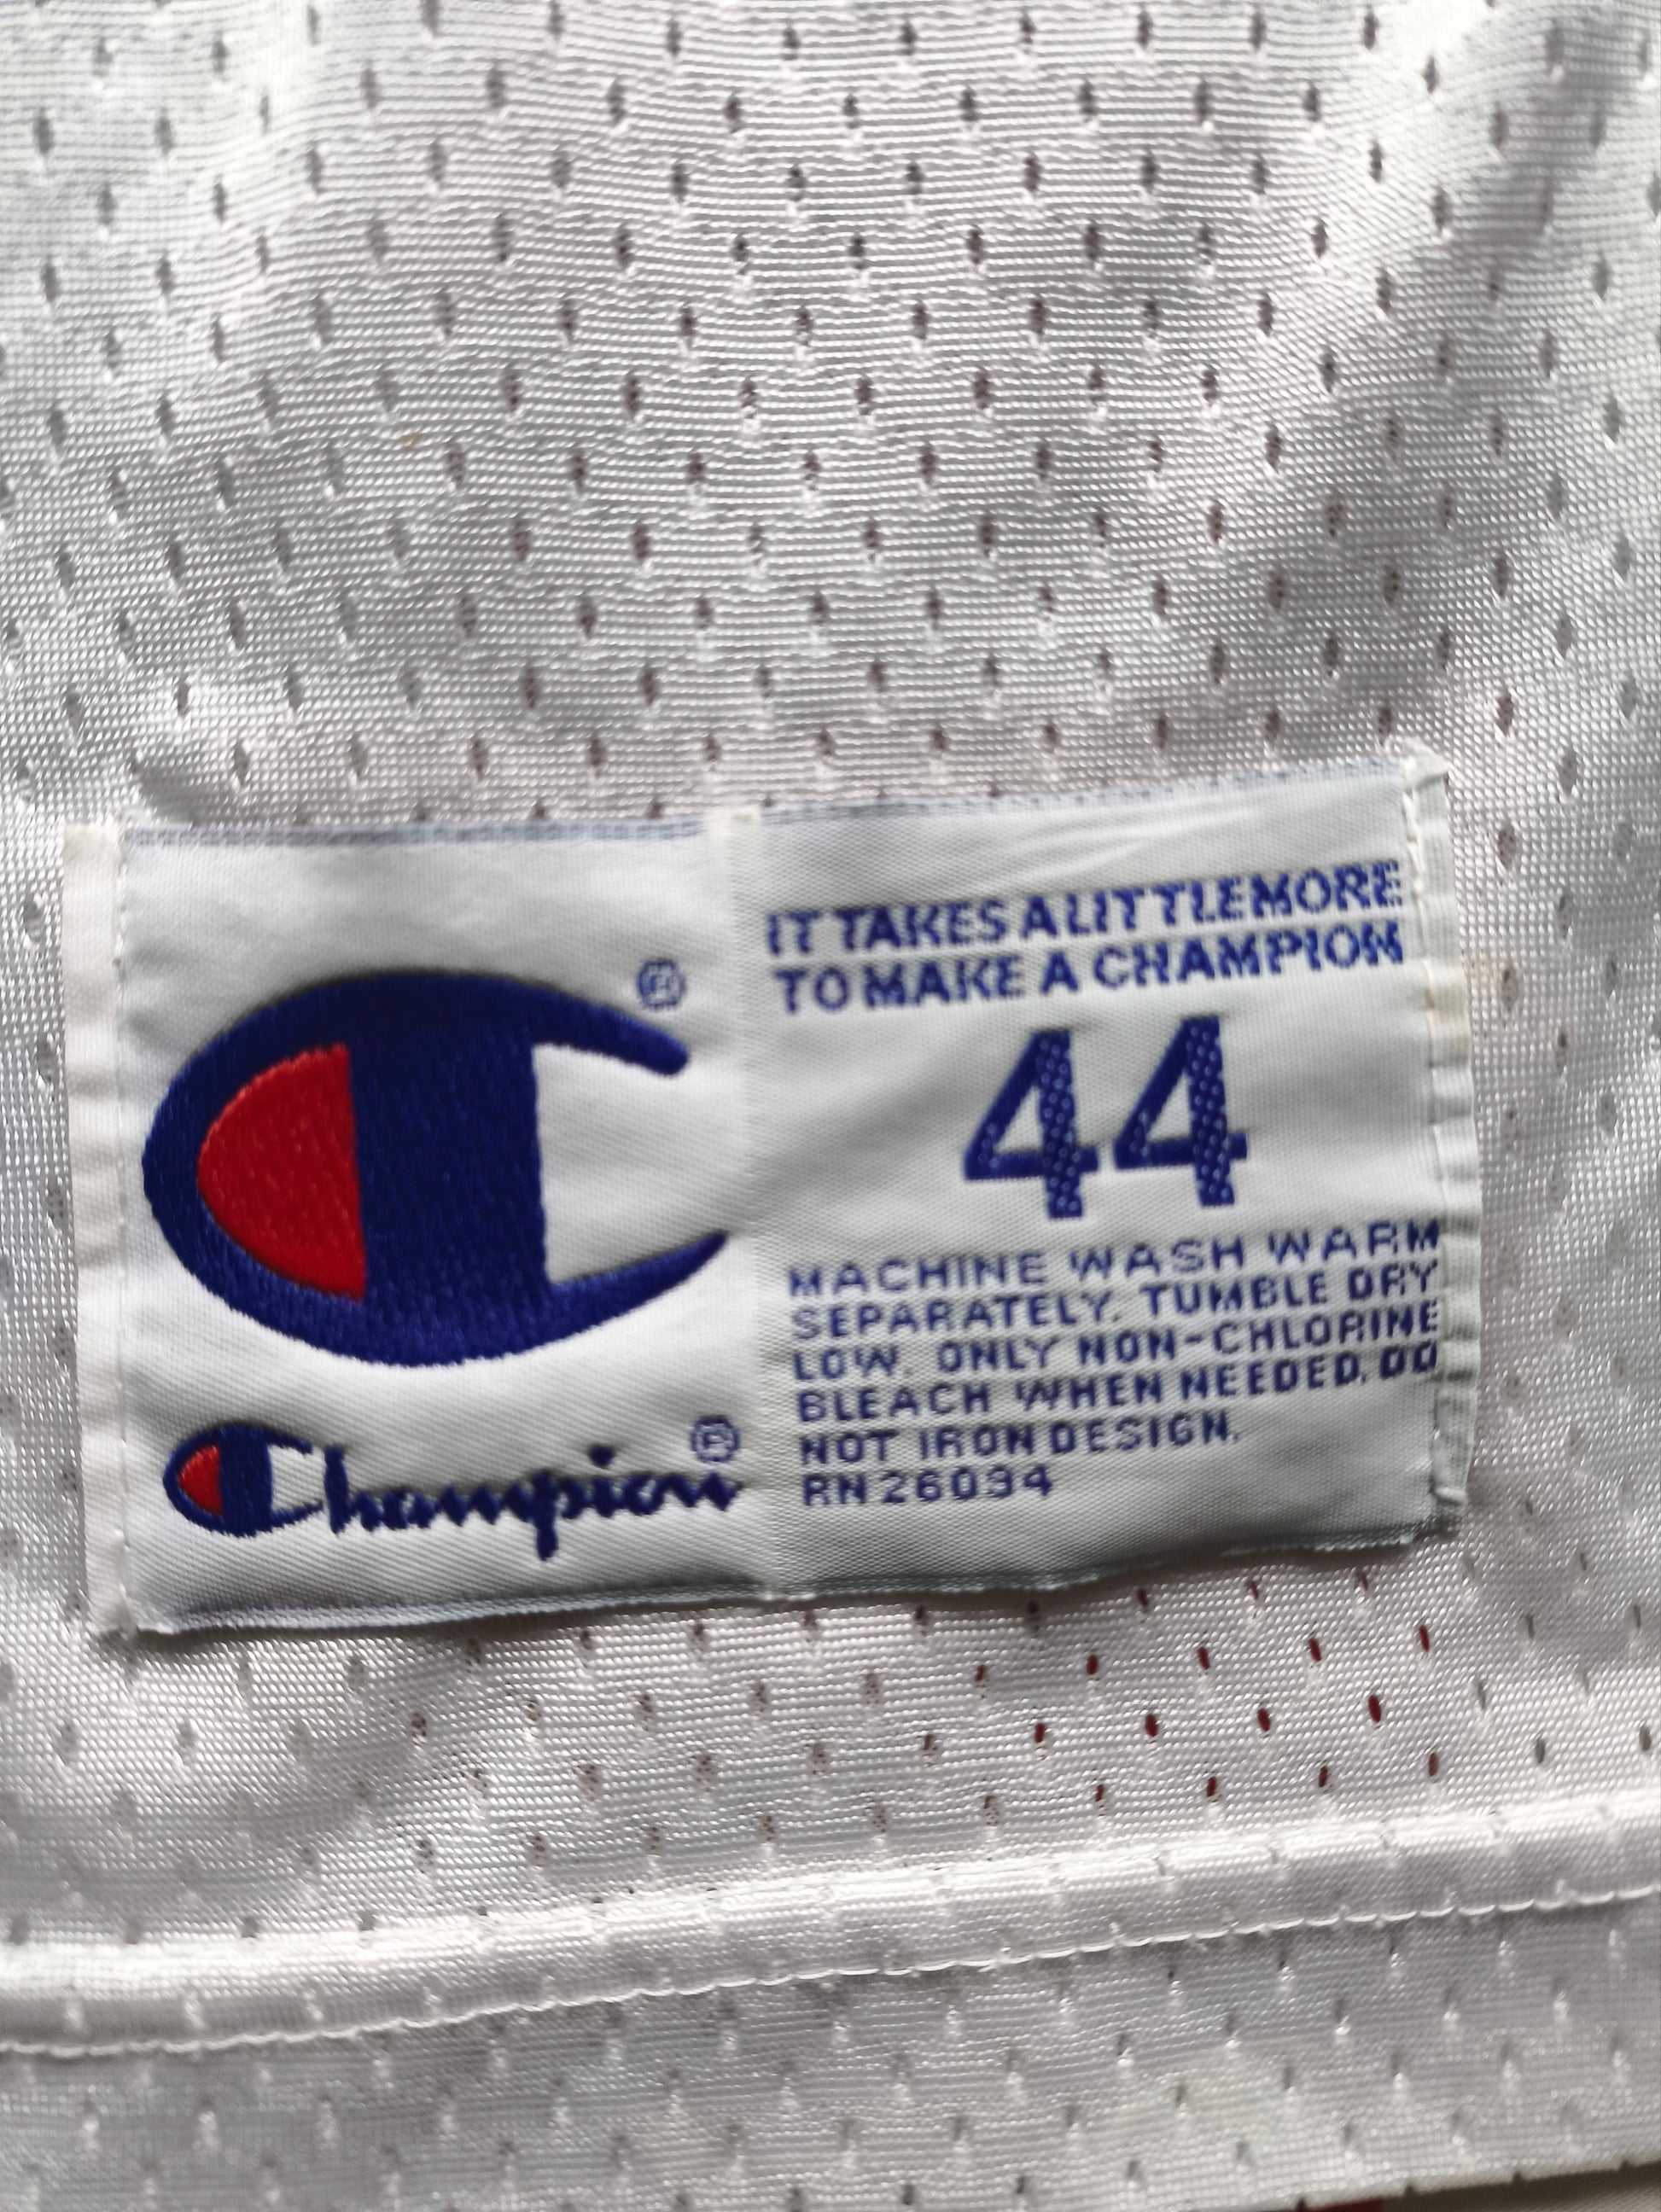 ®
Champion®
IT TAKES A LITTLE MORE
TO MAKE A CHAMPION
44
MACHINE WASH WARM
SEPARATELY. TUMBLE DRY
LOW. ONLY NON-CHLORINE
BLEACH WHEN NEEDED. DO
NOT IRON DESIGN.
RN 26094